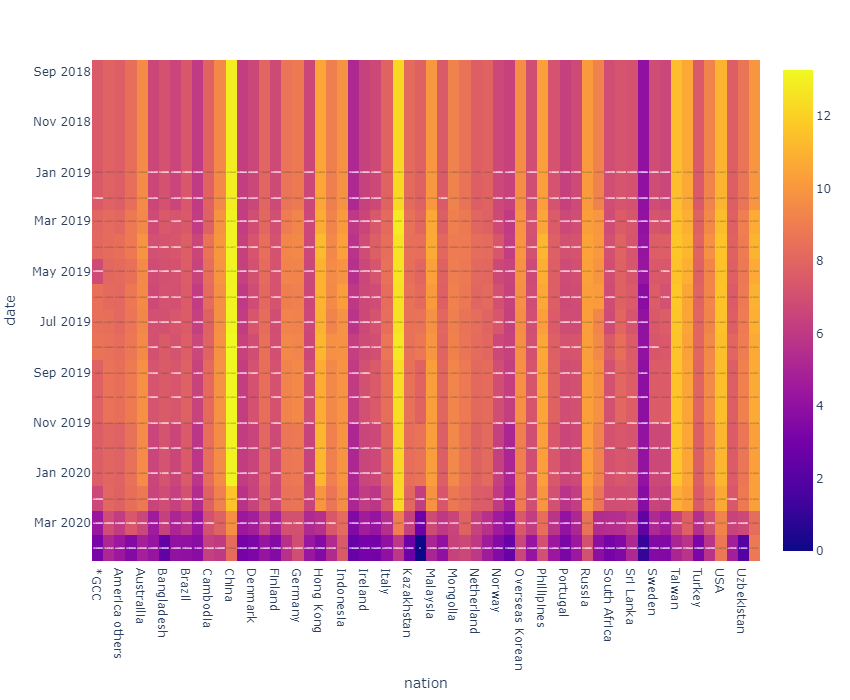 Sep 2018
Nov 2018
Jan 2019
Mar 2019
May 2019
Jul 2019
Sep 2019
Nov 2019
Jan 2020
Mar 2020
date
12
10
8
6
4
2
0
*GCC
America others
Australlia
Bangladesh
Brazil
Cambodia
China
Denmark
Finland
Germany
Hong Kong
Indonesia
Ireland
Italy
Kazakhstan
Malaysia
Mongolia
Netherland
Norway
Overseas Korean
Phillipines
Portugal
Russia
South Africa
Sri Lanka
Sweden
Taiwan
Turkey
USA
Uzbekistan
nation